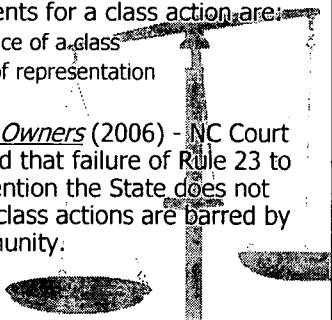 ents for a class action are:
ce of a class
of representation
Owners (2006) - NC Court
d that failure of Rule 23 to
ention the State does not
class actions are barred by
munity.